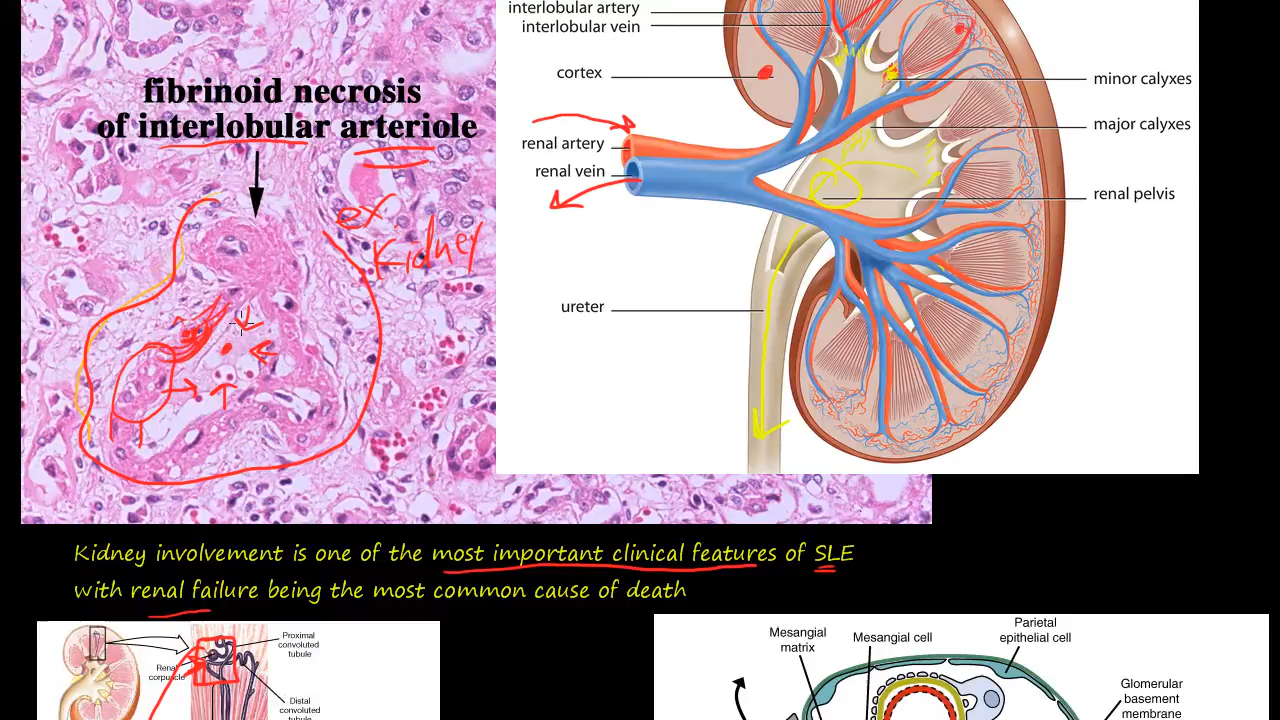 interlobular artery
interlobular vein
fibrinoid necrosis
of interlobular arteriole
cortex
minor calyxes
major calyxes
renal artery
renal vein
renal pelvis
ex
Kidney
ureter
Kidney involvement is one of the most important clinical features of SLE
with renal failure being the most common cause of death
Proximal
convoluted
tubule
Renal
corpuscle
Distal
convoluted
tubule
Mesangial
matrix
Mesangial cell
Parietal
epithelial cell
Glomerular
basement
membrane